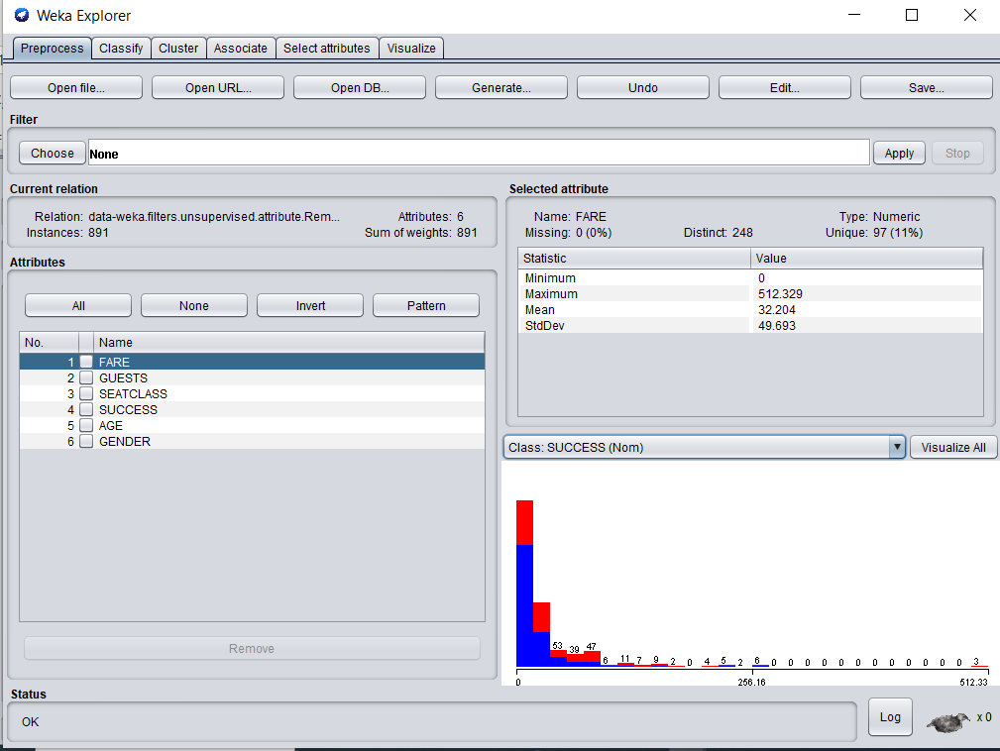 Weka Explorer
Preprocess Classify Cluster Associate Select attributes Visualize
Open file... Open URL... Open DB... Generate... Undo Edit... Save...
Filter
Choose None Apply Stop
Current relation
Relation: data-weka.filters.unsupervised.attribute.Rem... Attributes: 6
Instances: 891 Sum of weights: 891
Attributes
All None Invert Pattern
No. Name
1 FARE
2 GUESTS
3 SEATCLASS
4 SUCCESS
5 AGE
6 GENDER
Remove
Selected attribute
Name: FARE Type: Numeric
Missing: 0 (0%) Distinct: 248 Unique: 97 (11%)
Statistic Value
Minimum 0
Maximum 512.329
Mean 32.204
StdDev 49.693
Class: SUCCESS (Nom) Visualize All
53 39 47 6 11 7 9 2 0 4 5 2 6 0 0 0 0 0 0 0 0 0 0 0 0 3
0 256.16 512.33
Status
OK Log x 0